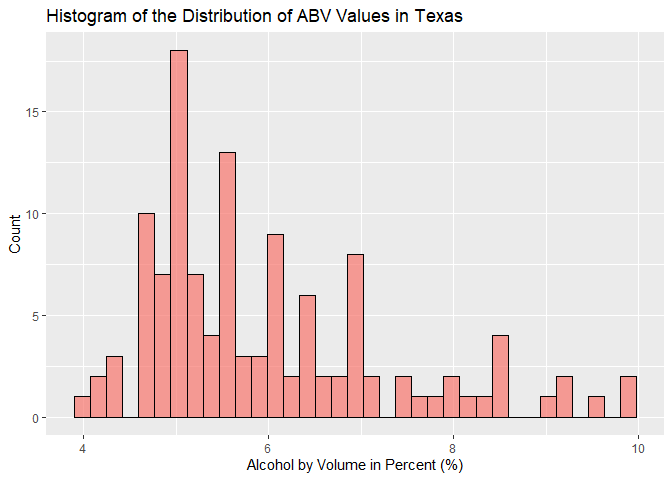 Histogram of the Distribution of ABV Values in Texas
15
10
5
0
Count
4 6 8 10
Alcohol by Volume in Percent (%)